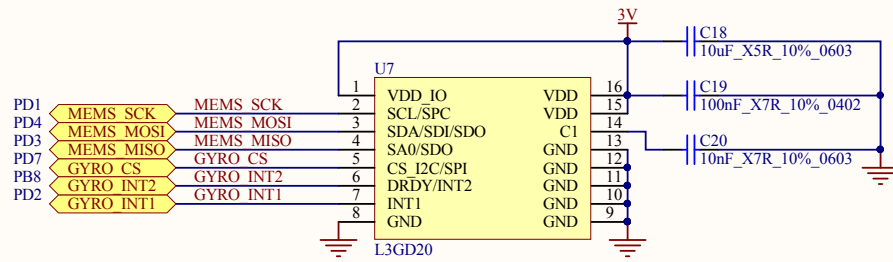 3V
C18
10uF_X5R_10%_0603
U7
1 VDD_IO VDD 16
PD1 MEMS_SCK MEMS_SCK 2 SCL/SPC VDD 15
C19
100nF_X7R_10%_0402
PD4 MEMS_MOSI MEMS_MOSI 3 SDA/SDI/SDO C1 14
PD3 MEMS_MISO MEMS_MISO 4 SA0/SDO GND 13
C20
10nF_X7R_10%_0603
PD7 GYRO_CS GYRO_CS 5 CS_I2C/SPI GND 12
PB8 GYRO_INT2 GYRO_INT2 6 DRDY/INT2 GND 11
PD2 GYRO_INT1 GYRO_INT1 7 INT1 GND 10
8 GND GND 9
L3GD20